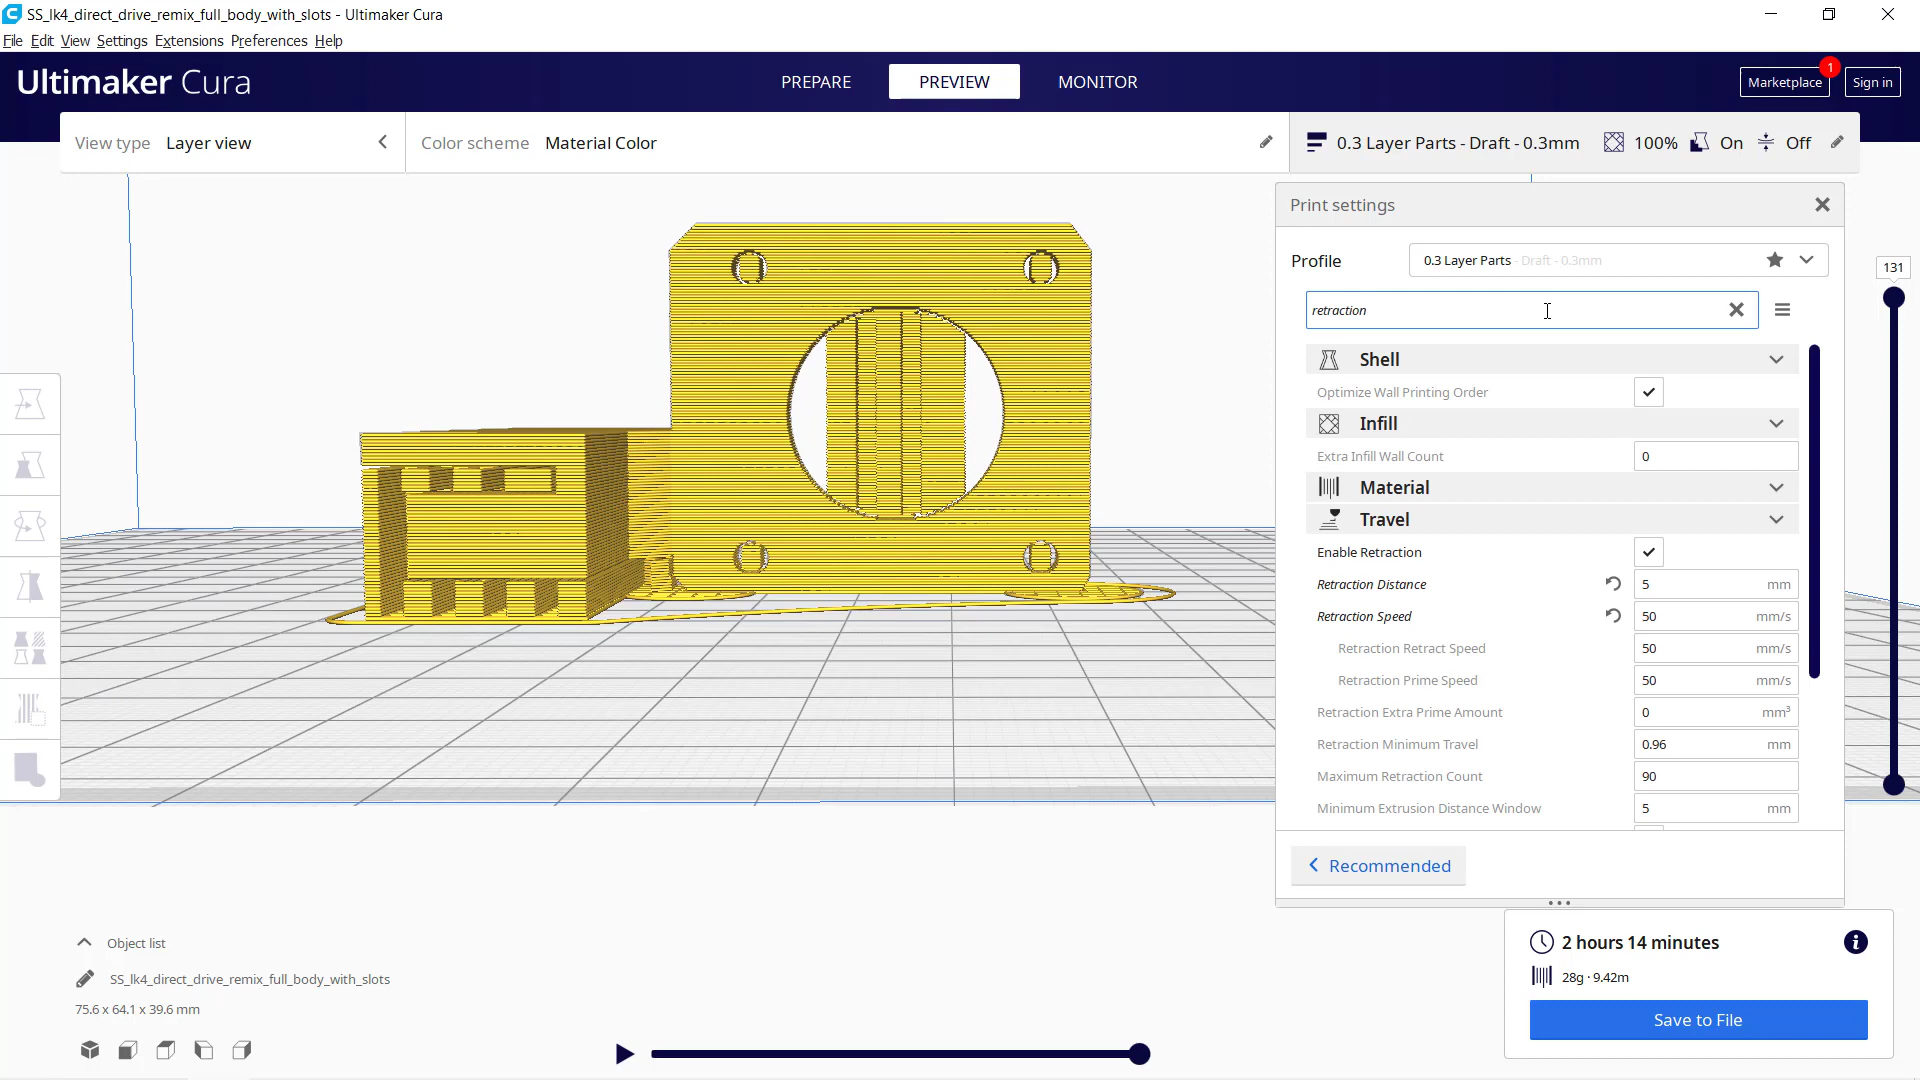 SS_lk4_direct_drive_remix_full_body_with_slots - Ultimaker Cura
File Edit View Settings Extensions Preferences Help
Ultimaker Cura
PREPARE PREVIEW MONITOR
1
Marketplace Sign in
View type Layer view
Color scheme Material Color
0.3 Layer Parts - Draft - 0.3mm 100% On Off
Print settings
Profile 0.3 Layer Parts - Draft - 0.3mm
131
retraction
Shell
Optimize Wall Printing Order
Infill
Extra Infill Wall Count 0
Material
Travel
Enable Retraction
Retraction Distance 5 mm
Retraction Speed 50 mm/s
Retraction Retract Speed 50 mm/s
Retraction Prime Speed 50 mm/s
Retraction Extra Prime Amount 0 mm³
Retraction Minimum Travel 0.96 mm
Maximum Retraction Count 90
Minimum Extrusion Distance Window 5 mm
Recommended
Object list
SS_lk4_direct_drive_remix_full_body_with_slots
75.6 x 64.1 x 39.6 mm
2 hours 14 minutes
28g · 9.42m
Save to File